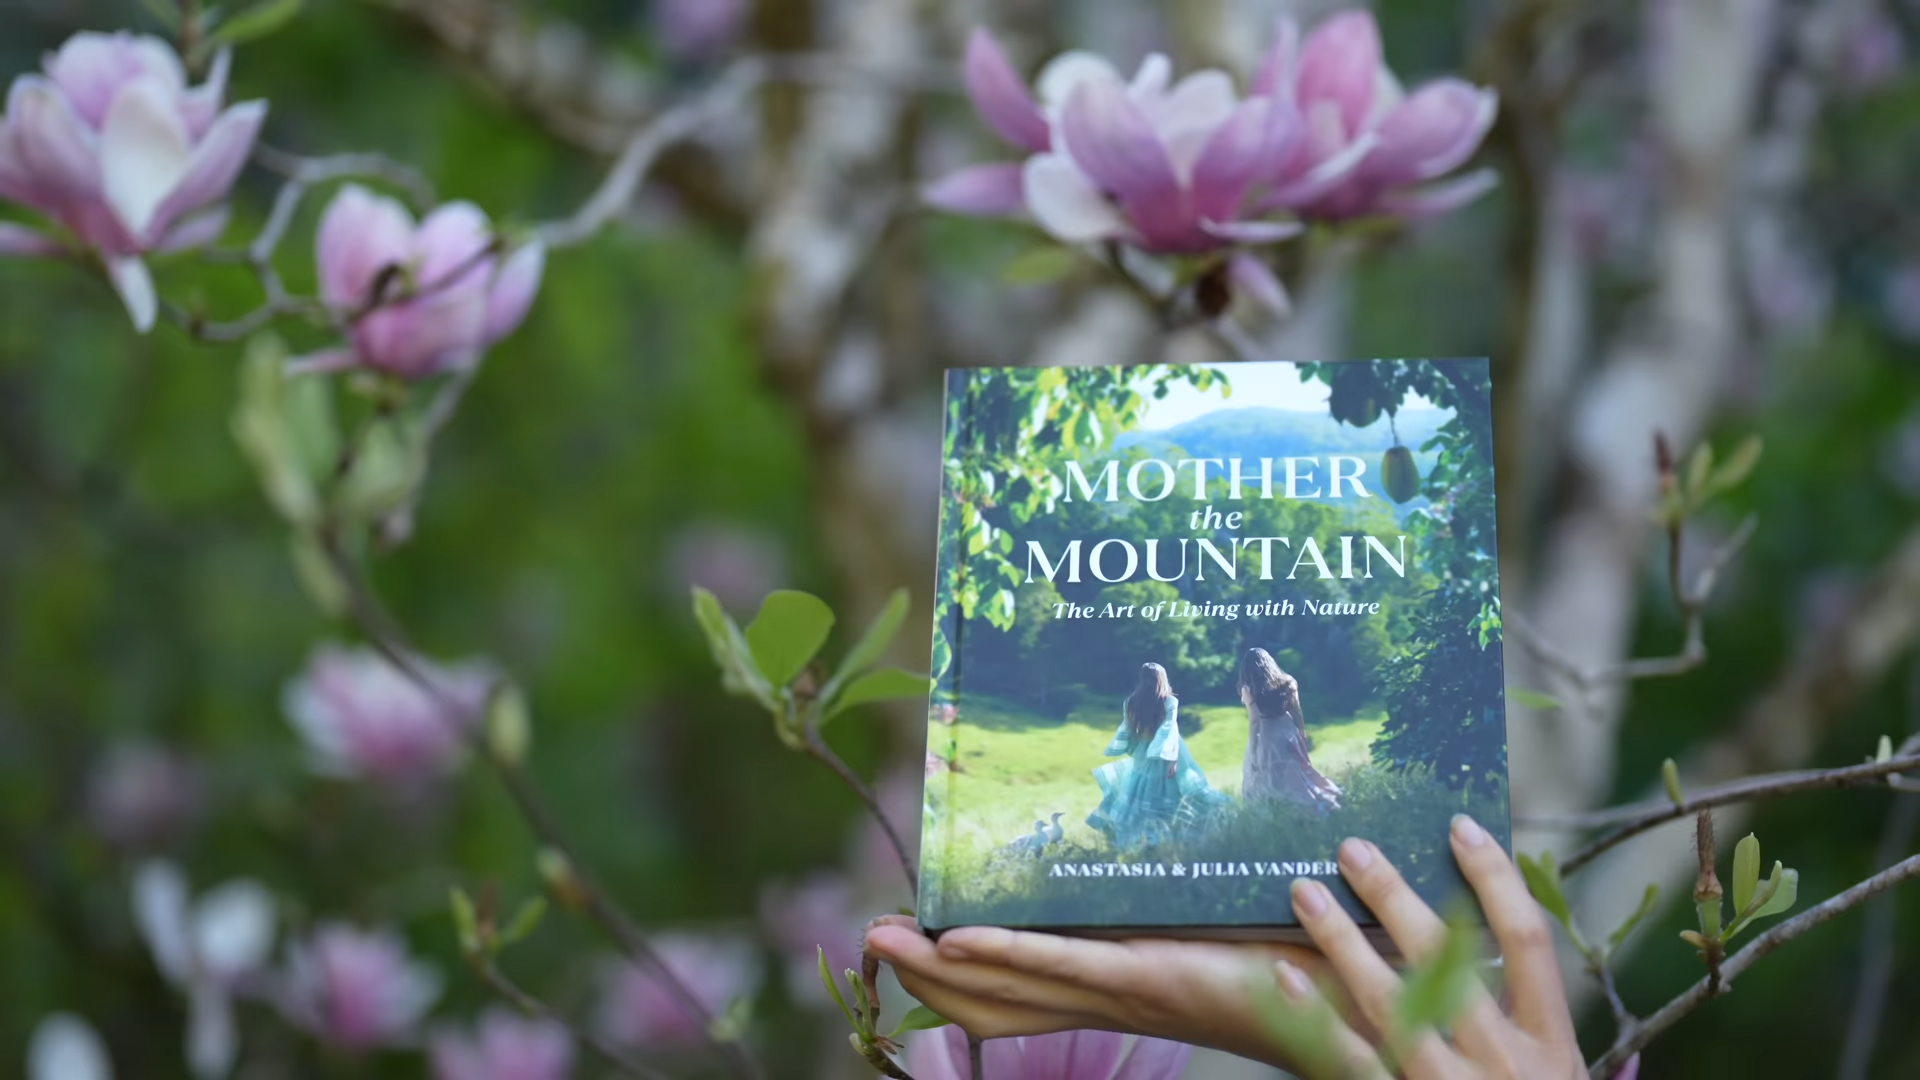 MOTHER
the
MOUNTAIN
The Art of Living with Nature
ANASTASIA & JULIA VANDER